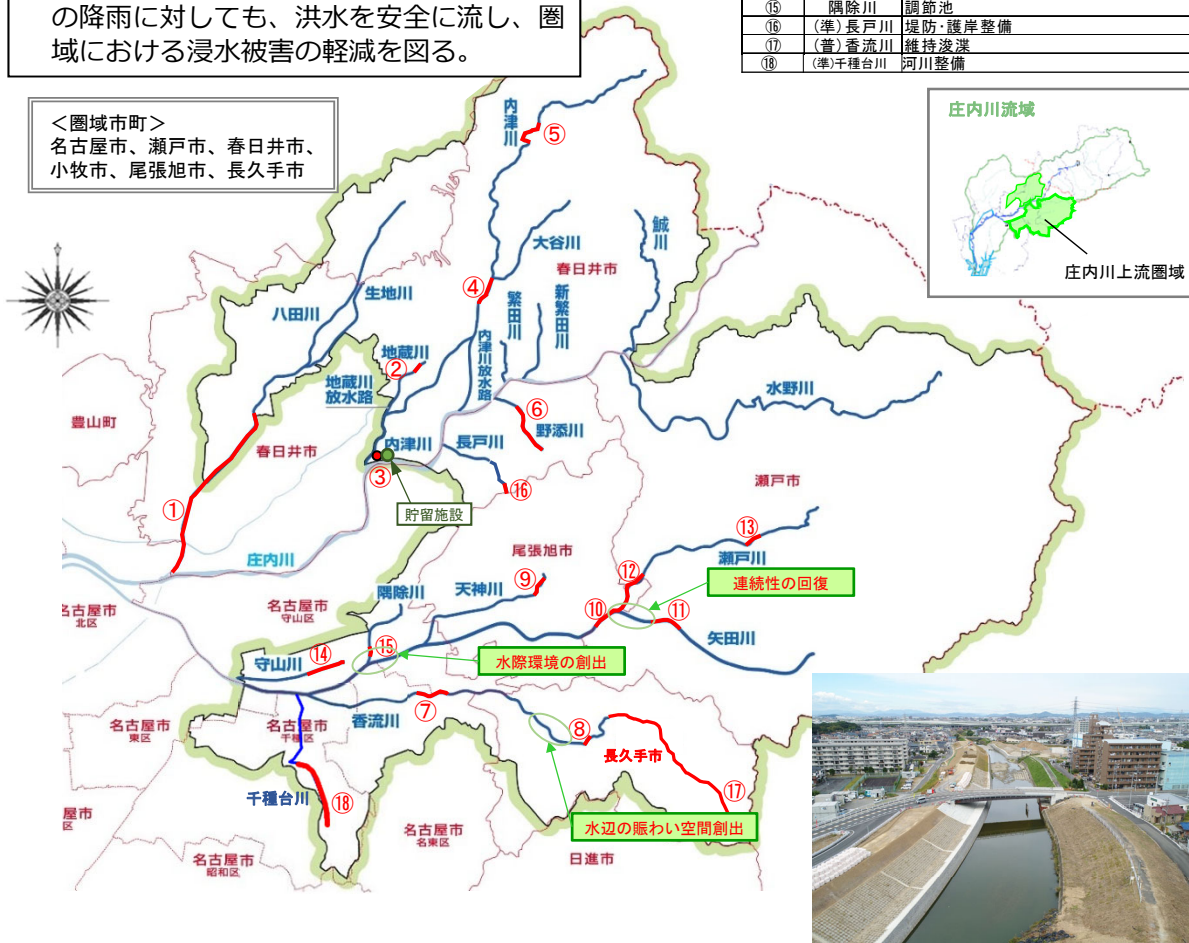 の降雨に対しても、洪水を安全に流し、圏
域における浸水被害の軽減を図る。
⑮ 隅除川 調節池
⑯ (準)長戸川 堤防・護岸整備
⑰ (普)香流川 維持浚渫
⑱ (準)千種台川 河川整備
＜圏域市町＞
名古屋市、瀬戸市、春日井市、
小牧市、尾張旭市、長久手市
庄内川流域
庄内川上流圏域
内津川
⑤
大谷川
春日井市
鯎川
④
繁田川
新繁田川
生地川
八田川
地蔵川
②
地蔵川
放水路
内津川放水路
水野川
豊山町
春日井市
⑥
野添川
内津川
長戸川
③
⑯
瀬戸市
貯留施設
①
⑬
尾張旭市
瀬戸川
庄内川
⑫
連続性の回復
⑨
天神川
隅除川
名古屋市
北区
名古屋市
守山区
⑩
⑪
矢田川
⑮
水際環境の創出
守山川
⑭
香流川
⑦
名古屋市
東区
名古屋市
千種区
⑧
長久手市
千種台川
⑱
⑰
屋市
区
水辺の賑わい空間創出
名古屋市
名東区
名古屋市
昭和区
日進市